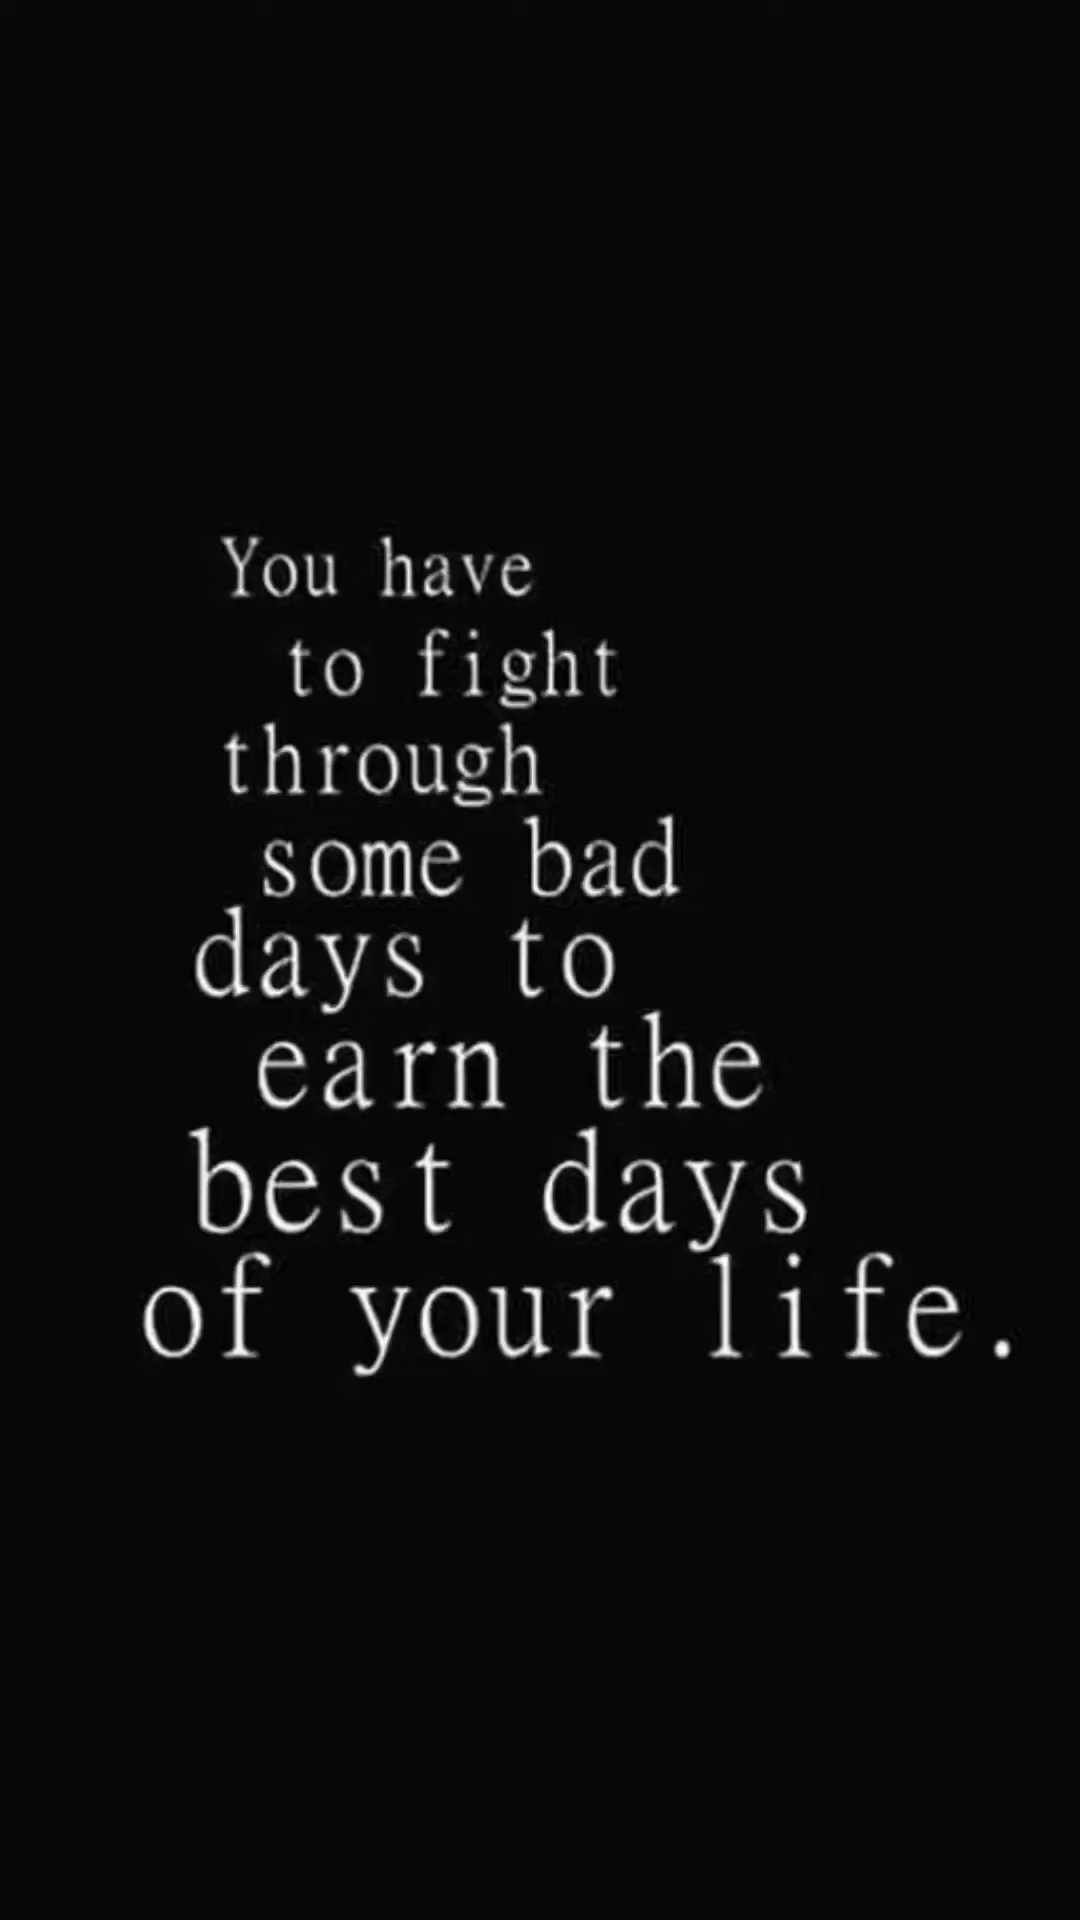 You have
to fight
through
some bad
days to
earn the
best days
of your life.